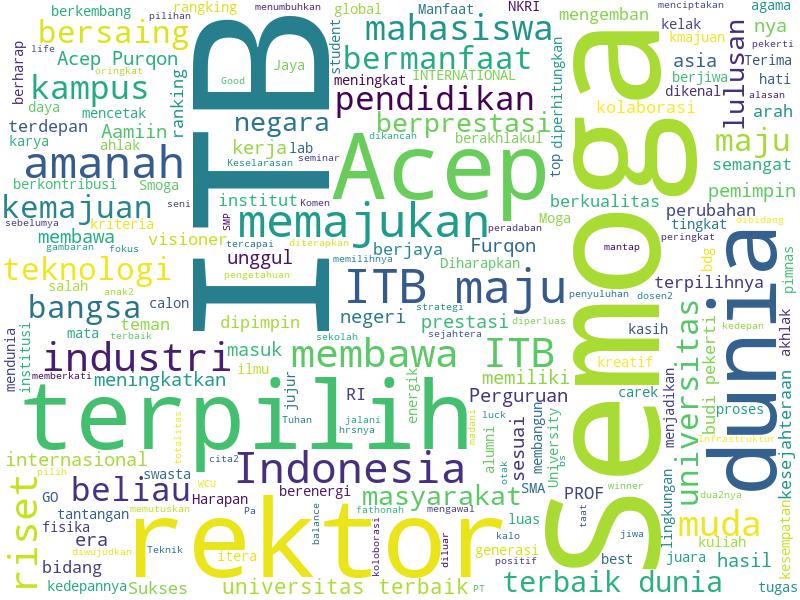 berkembang
pilihan
rangking
menumbuhkan
global
Manfaat
NKRI
mengemban
menciptakan
agama
bersaing
berharap
life
Acep Purqon
oringkat
ranking
ITB
Good
Jaya
student
mahasiswa
bermanfaat
meningkat
INTERNATIONAL
pendidikan
berprestasi
top
diperhitungkan
Semoga
kelak
nya
kmajuan
pekerti
asia
Terima
berjiwa
hati
dikenal
alasan
kolaborasi
lulusan
arah
kampus
daya
mencetak
terdepan
Aamiin
karya
ahlak
negara
kerja
lab
Keselarasan
seminar
dikancah
berakhlakul
Acep
maju
semangat
amanah
berkontribusi
Smoga
seni
institut
Komen
SMP
berkualitas
pemimpin
kemajuan
sebelumya
kriteria
memajukan
peradaban
Moga
perubahan
tingkat
dibidang
membawa
gambaran
fokus
visioner
tercapai
diterapkan
berjaya
Furqon
mantap
peringkat
dunia
teknologi
unggul
memilihnya
Diharapkan
bdg
pimnas
pengetahuan
salah
anak2
ITB maju
penyuluhan
dosen2
terpilihnya
bangsa
calon
dipimpin
negeri
strategi
prestasi
diperluas
kasih
universitas
kedepan
akhlak
mendunia
institusi
mata
teman
terbaik
sekolah
sejahtera
industri
masuk
membawa ITB
kreatif
budi pekerti
memberkati
meningkatkan
ilmu
jujur
memiliki
RI
energik
Perguruan
carek
menjadikan
proses
kesejahteraan
terpilih
totalitas
Tuhan
jalani
hrsnya
madani
luck
alumni
sesuai
membangun
University
infrastruktur
internasional
pilih
cita2
Indonesia
otak
bs
swasta
WCU
riset
GO
beliau
Harapan
berenergi
masyarakat
SMA
PROF
winner
lingkungan
dua2nya
kesempatan
tantangan
memutuskan
Pa
balance
fathonah
mengawal
luas
taat
muda
fisika
era
diwujudkan
Teknik
rektor
koloborasi
diluar
kalo
jiwa
kuliah
bidang
itera
generasi
positif
best
juara
hasil
kedepannya
Sukses
universitas terbaik
PT
terbaik dunia
tugas